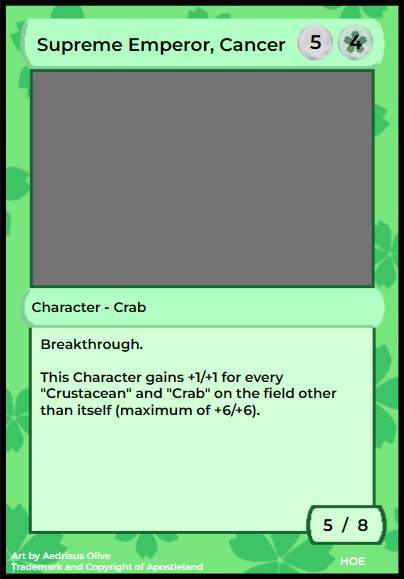 Supreme Emperor, Cancer 5 4
Character - Crab
Breakthrough.
This Character gains +1/+1 for every
"Crustacean" and "Crab" on the field other
than itself (maximum of +6/+6).
5 / 8
Art by Aedriaus Olive
Trademark and Copyright of Apostleland
HOE